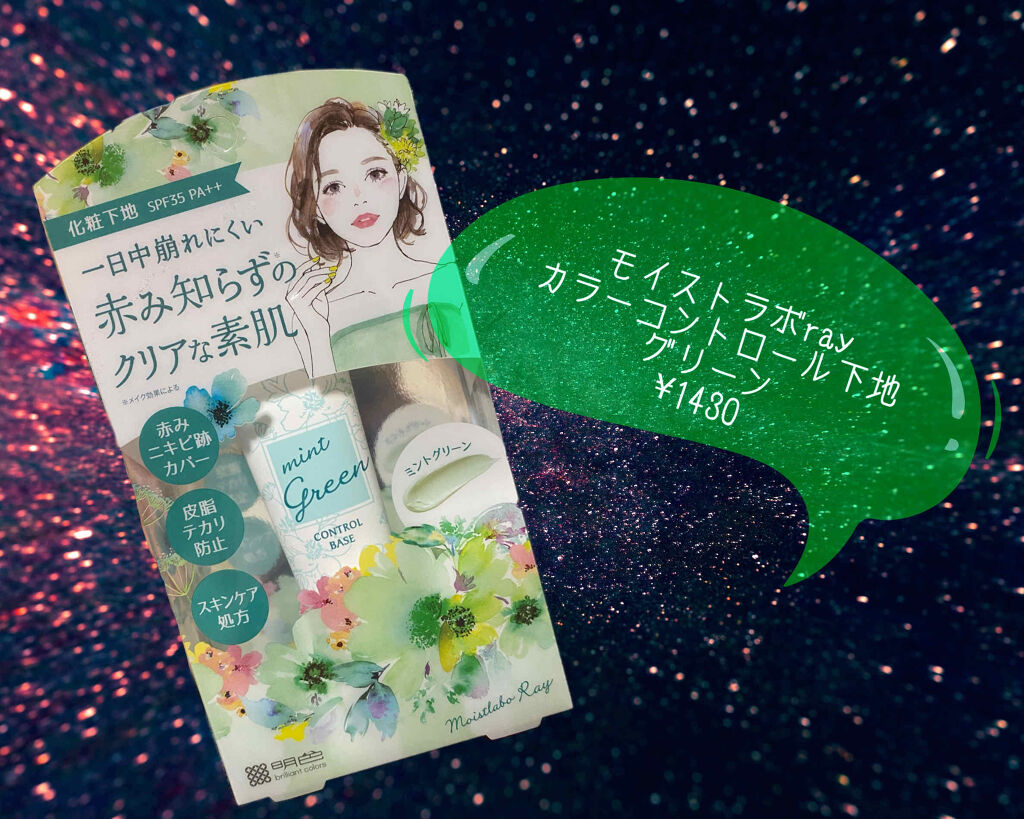 化粧下地 SPF35 PA++
一日中崩れにくい
赤み知らずの※
クリアな素肌
※メイク効果による
赤み
ニキビ跡
カバー
皮脂
テカリ
防止
スキンケア
処方
mint
Green
CONTROL
BASE
ミントグリーン
Moistlabo Ray
明色
brilliant colors
モイストラボray
カラーコントロール下地
グリーン
¥1430